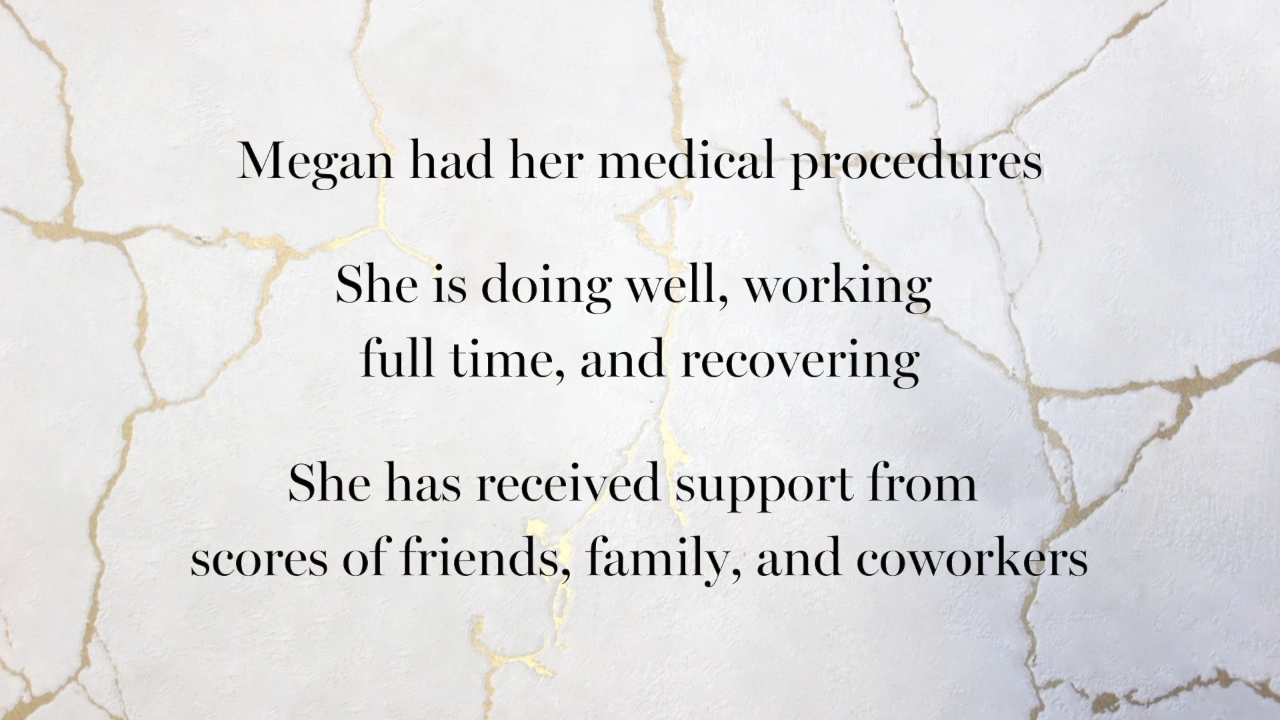 Megan had her medical procedures
She is doing well, working
full time, and recovering
She has received support from
scores of friends, family, and coworkers